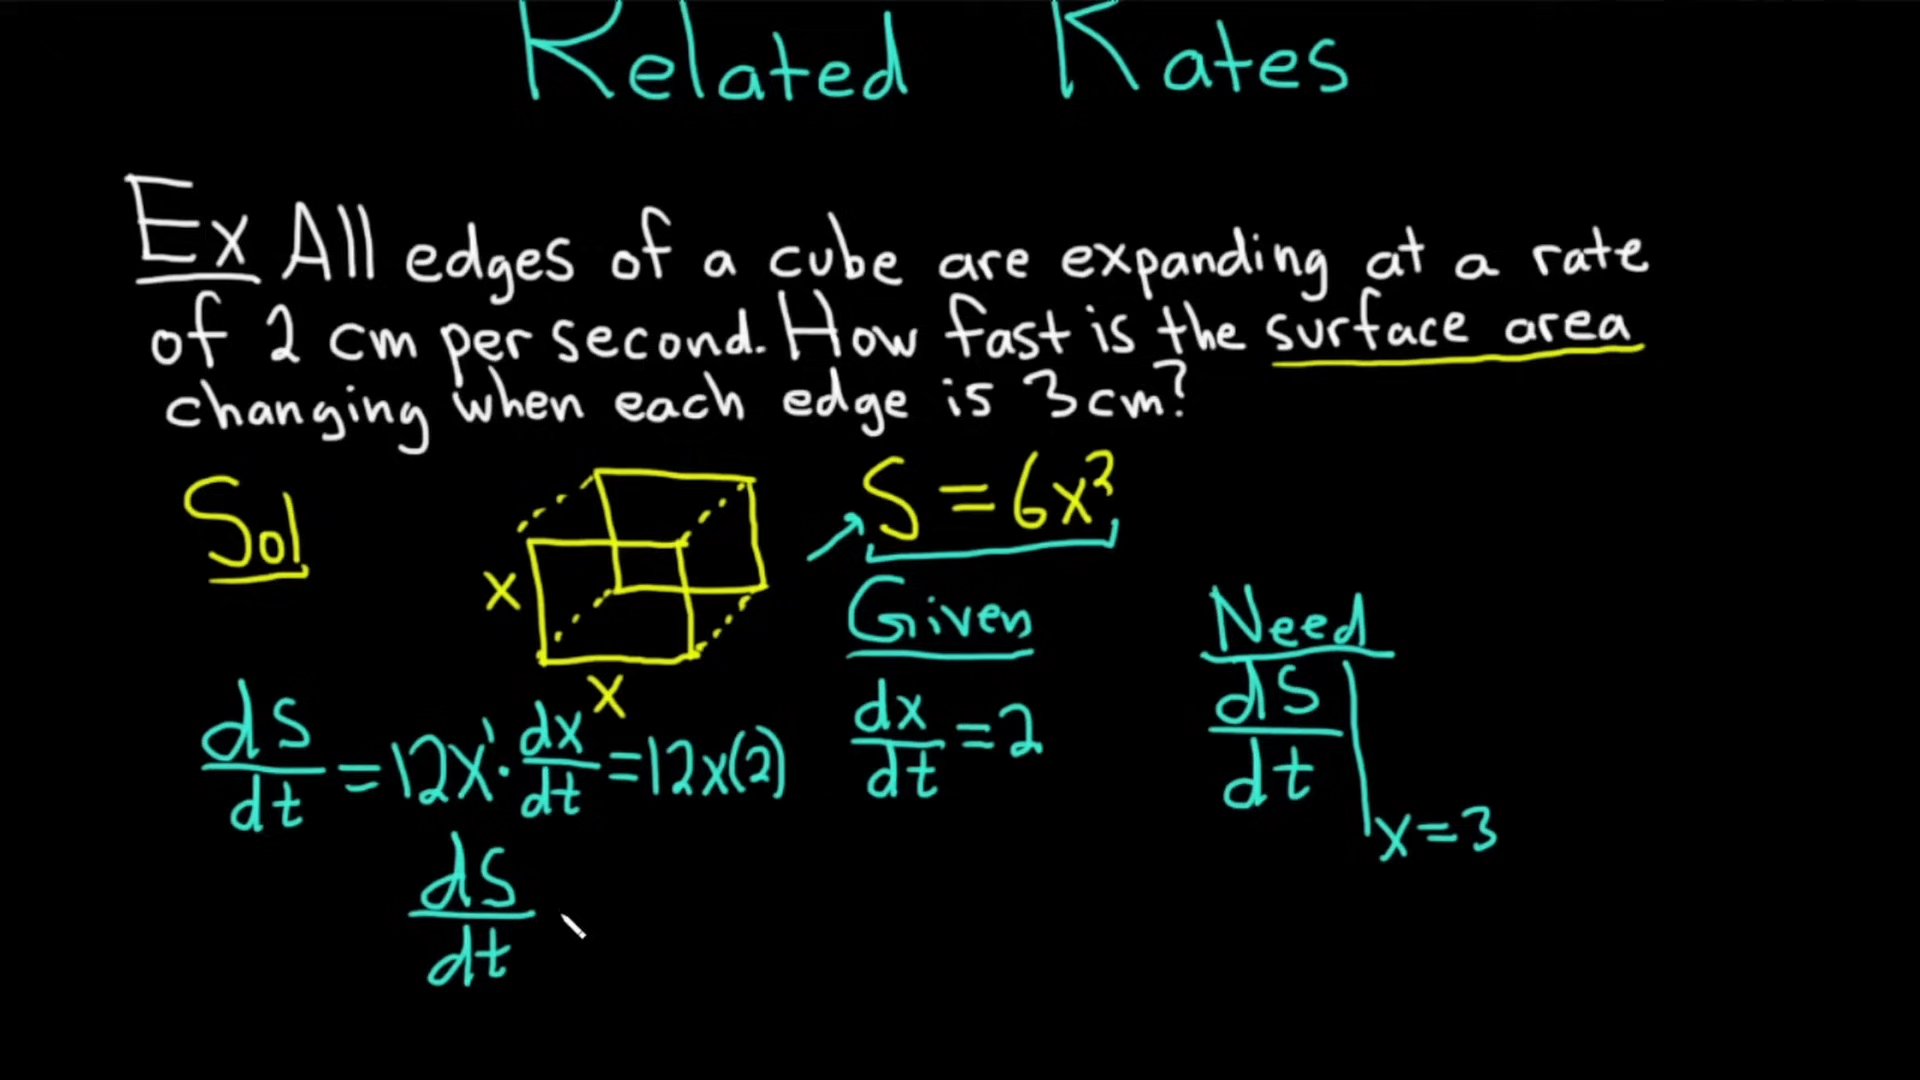 Related Rates
Ex All edges of a cube are expanding at a rate
of 2 cm per second. How fast is the surface area
changing when each edge is 3cm?
Sol
S = 6x²
x
x
Given
Need
dS/dt = 12x¹ · dx/dt = 12x(2)
dx/dt = 2
dS/dt | x=3
dS/dt